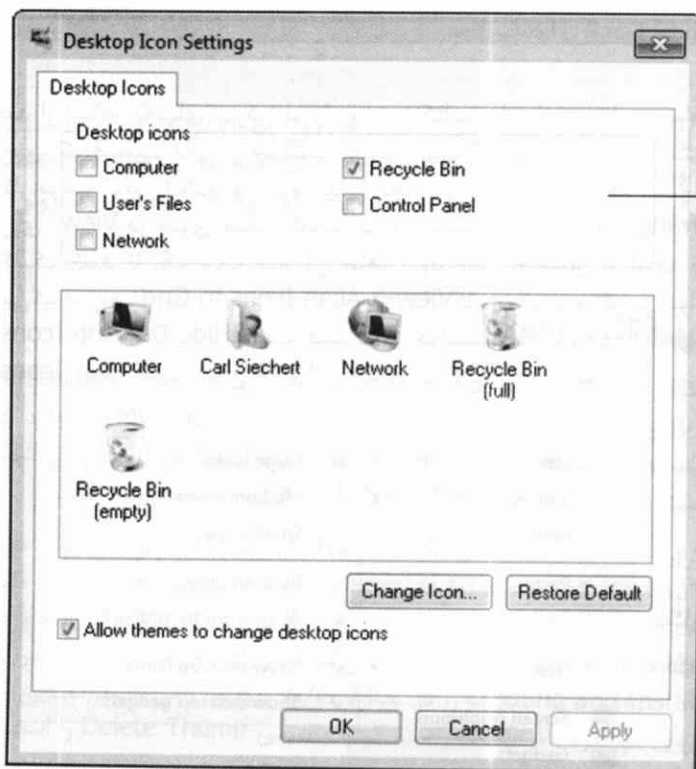 Desktop Icon Settings
Desktop Icons
Desktop icons
Computer
Recycle Bin
User's Files
Control Panel
Network
Computer
Carl Siechert
Network
Recycle Bin
(full)
Recycle Bin
(empty)
Change Icon...
Restore Default
Allow themes to change desktop icons
OK
Cancel
Apply